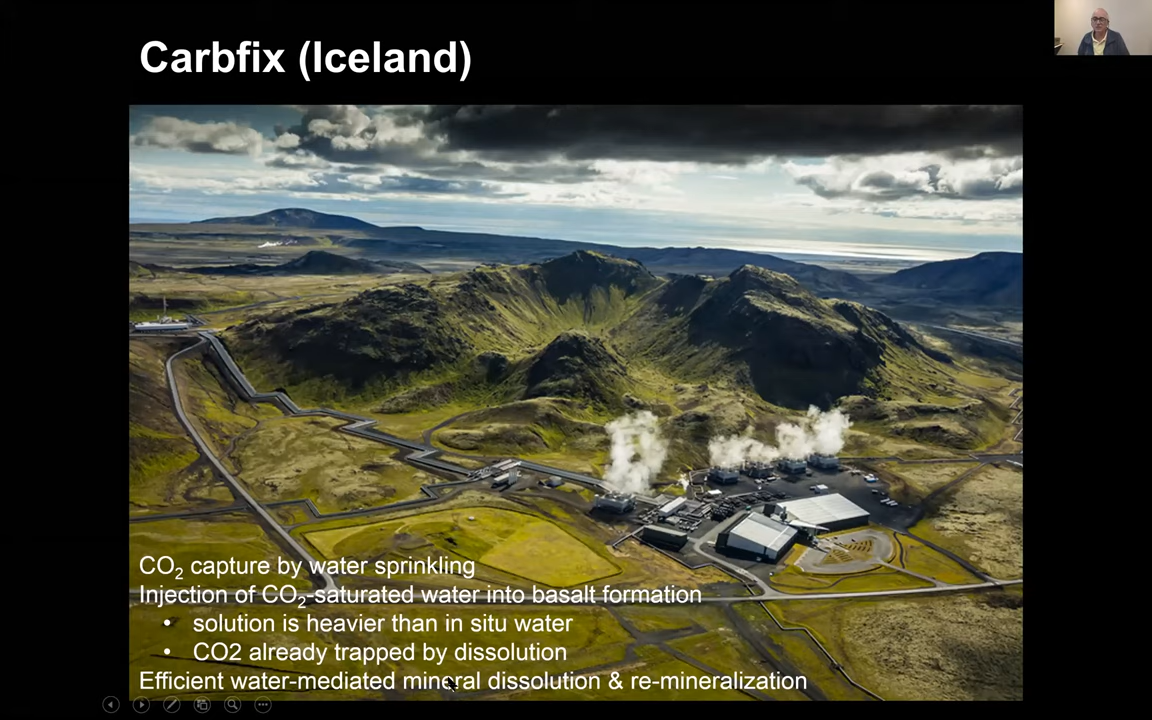 Carbfix (Iceland)
CO₂ capture by water sprinkling
Injection of CO₂-saturated water into basalt formation
• solution is heavier than in situ water
• CO2 already trapped by dissolution
Efficient water-mediated mineral dissolution & re-mineralization